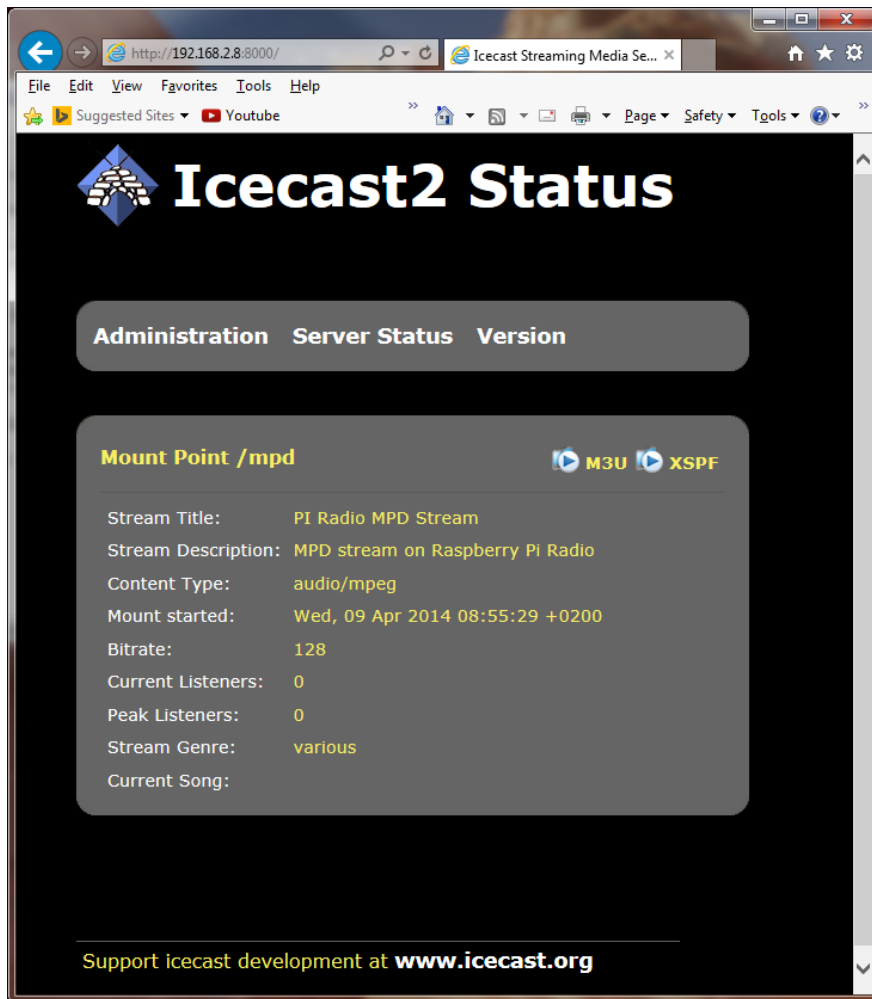 http://192.168.2.8:8000/
Icecast Streaming Media Se...
File Edit View Favorites Tools Help
Suggested Sites Youtube » Page Safety Tools »
Icecast2 Status
Administration Server Status Version
Mount Point /mpd M3U XSPF
Stream Title: PI Radio MPD Stream
Stream Description: MPD stream on Raspberry Pi Radio
Content Type: audio/mpeg
Mount started: Wed, 09 Apr 2014 08:55:29 +0200
Bitrate: 128
Current Listeners: 0
Peak Listeners: 0
Stream Genre: various
Current Song:
Support icecast development at www.icecast.org